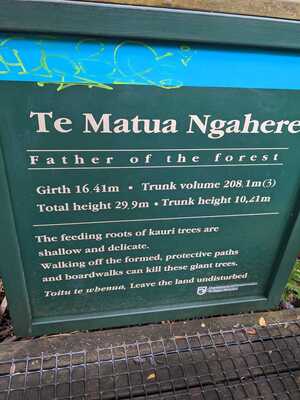 Te Matua Ngahere
Father of the forest
Girth 16.41m • Trunk volume 208.1m(3)
Total height 29.9m • Trunk height 10.21m
The feeding roots of kauri trees are
shallow and delicate.
Walking off the formed, protective paths
and boardwalks can kill these giant trees.
Toitu te whenua, Leave the land undisturbed